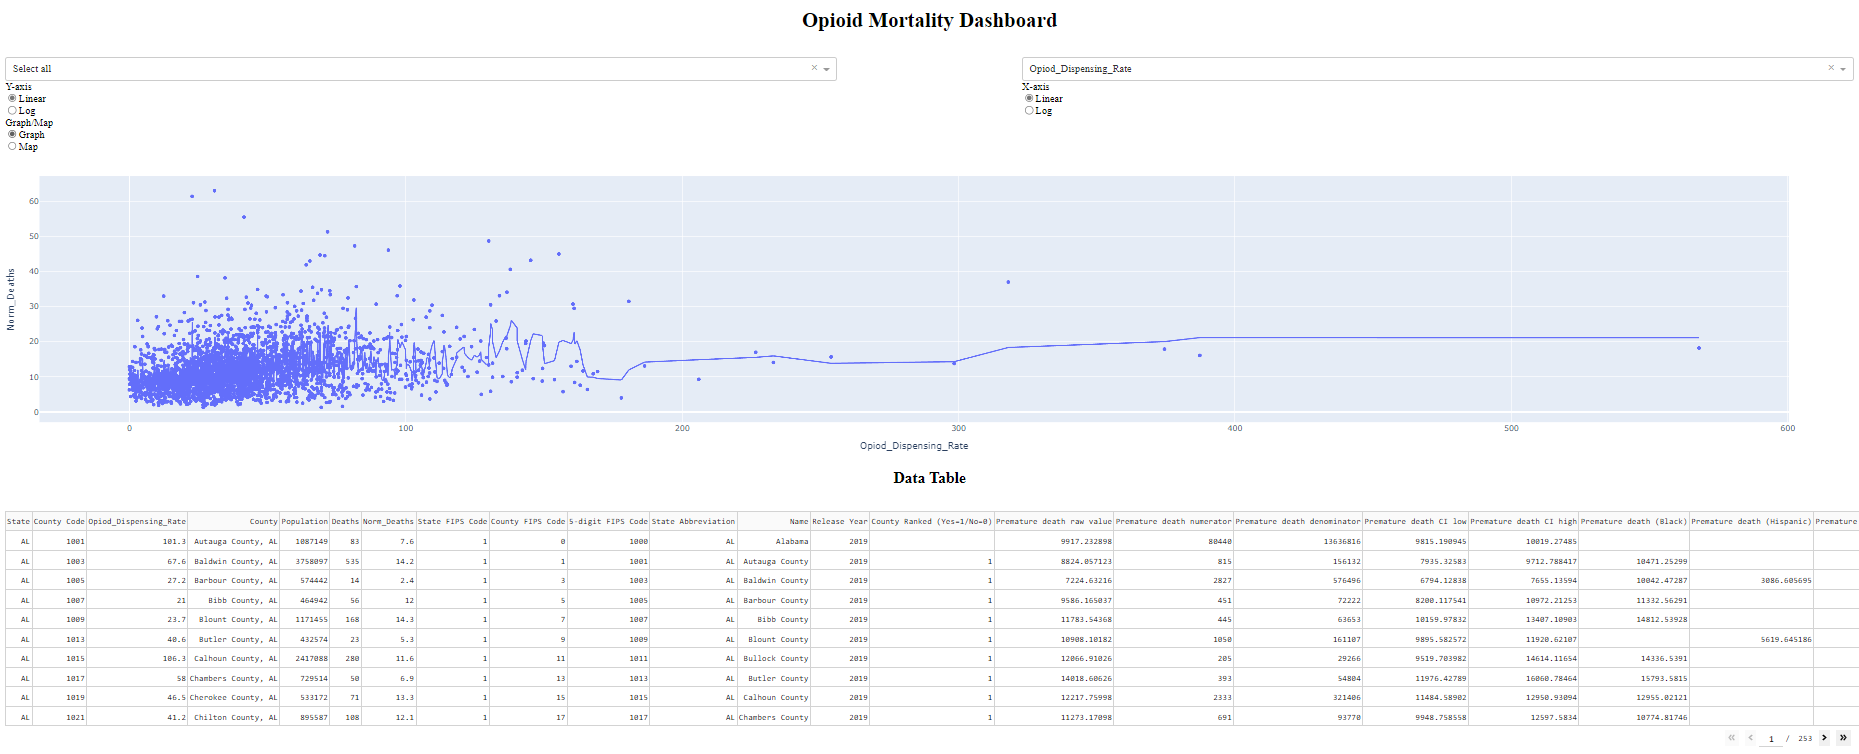 Opioid Mortality Dashboard
Select all × Opiod_Dispensing_Rate ×
Y-axis X-axis
Linear Linear
Log Log
Graph/Map
Graph
Map
60
50
40
30
20
10
0
Norm_Deaths
0 100 200 300 400 500 600
Opiod_Dispensing_Rate
Data Table
State County Code Opiod_Dispensing_Rate County Population Deaths Norm_Deaths State FIPS Code County FIPS Code 5-digit FIPS Code State Abbreviation Name Release Year County Ranked (Yes=1/No=0) Premature death raw value Premature death numerator Premature death denominator Premature death CI low Premature death CI high Premature death (Black) Premature death (Hispanic) Premature
AL 1001 101.3 Autauga County, AL 1087149 83 7.6 1 0 1000 AL Alabama 2019 9917.232898 80440 13636816 9815.190945 10019.27485
AL 1003 67.6 Baldwin County, AL 3758097 535 14.2 1 1 1001 AL Autauga County 2019 1 8824.057123 815 156132 7935.32583 9712.788417 10471.25299
AL 1005 27.2 Barbour County, AL 574442 14 2.4 1 3 1003 AL Baldwin County 2019 1 7224.63216 2827 576496 6794.12838 7655.13594 10042.47287 3086.605695
AL 1007 21 Bibb County, AL 464942 56 12 1 5 1005 AL Barbour County 2019 1 9586.165037 451 72222 8200.117541 10972.21253 11332.56291
AL 1009 23.7 Blount County, AL 1171455 168 14.3 1 7 1007 AL Bibb County 2019 1 11783.54368 445 63653 10159.97832 13407.10903 14812.53928
AL 1013 40.6 Butler County, AL 432574 23 5.3 1 9 1009 AL Blount County 2019 1 10908.10182 1050 161107 9895.582572 11920.62107 5619.645186
AL 1015 106.3 Calhoun County, AL 2417088 280 11.6 1 11 1011 AL Bullock County 2019 1 12066.91026 205 29266 9519.703982 14614.11654 14336.5391
AL 1017 58 Chambers County, AL 729514 50 6.9 1 13 1013 AL Butler County 2019 1 14018.60626 393 54804 11976.42789 16060.78464 15793.5815
AL 1019 46.5 Cherokee County, AL 533172 71 13.3 1 15 1015 AL Calhoun County 2019 1 12217.75998 2333 321406 11484.58902 12950.93094 12955.02121
AL 1021 41.2 Chilton County, AL 895587 108 12.1 1 17 1017 AL Chambers County 2019 1 11273.17098 691 93770 9948.758558 12597.5834 10774.81746
« ‹ 1 / 253 › »